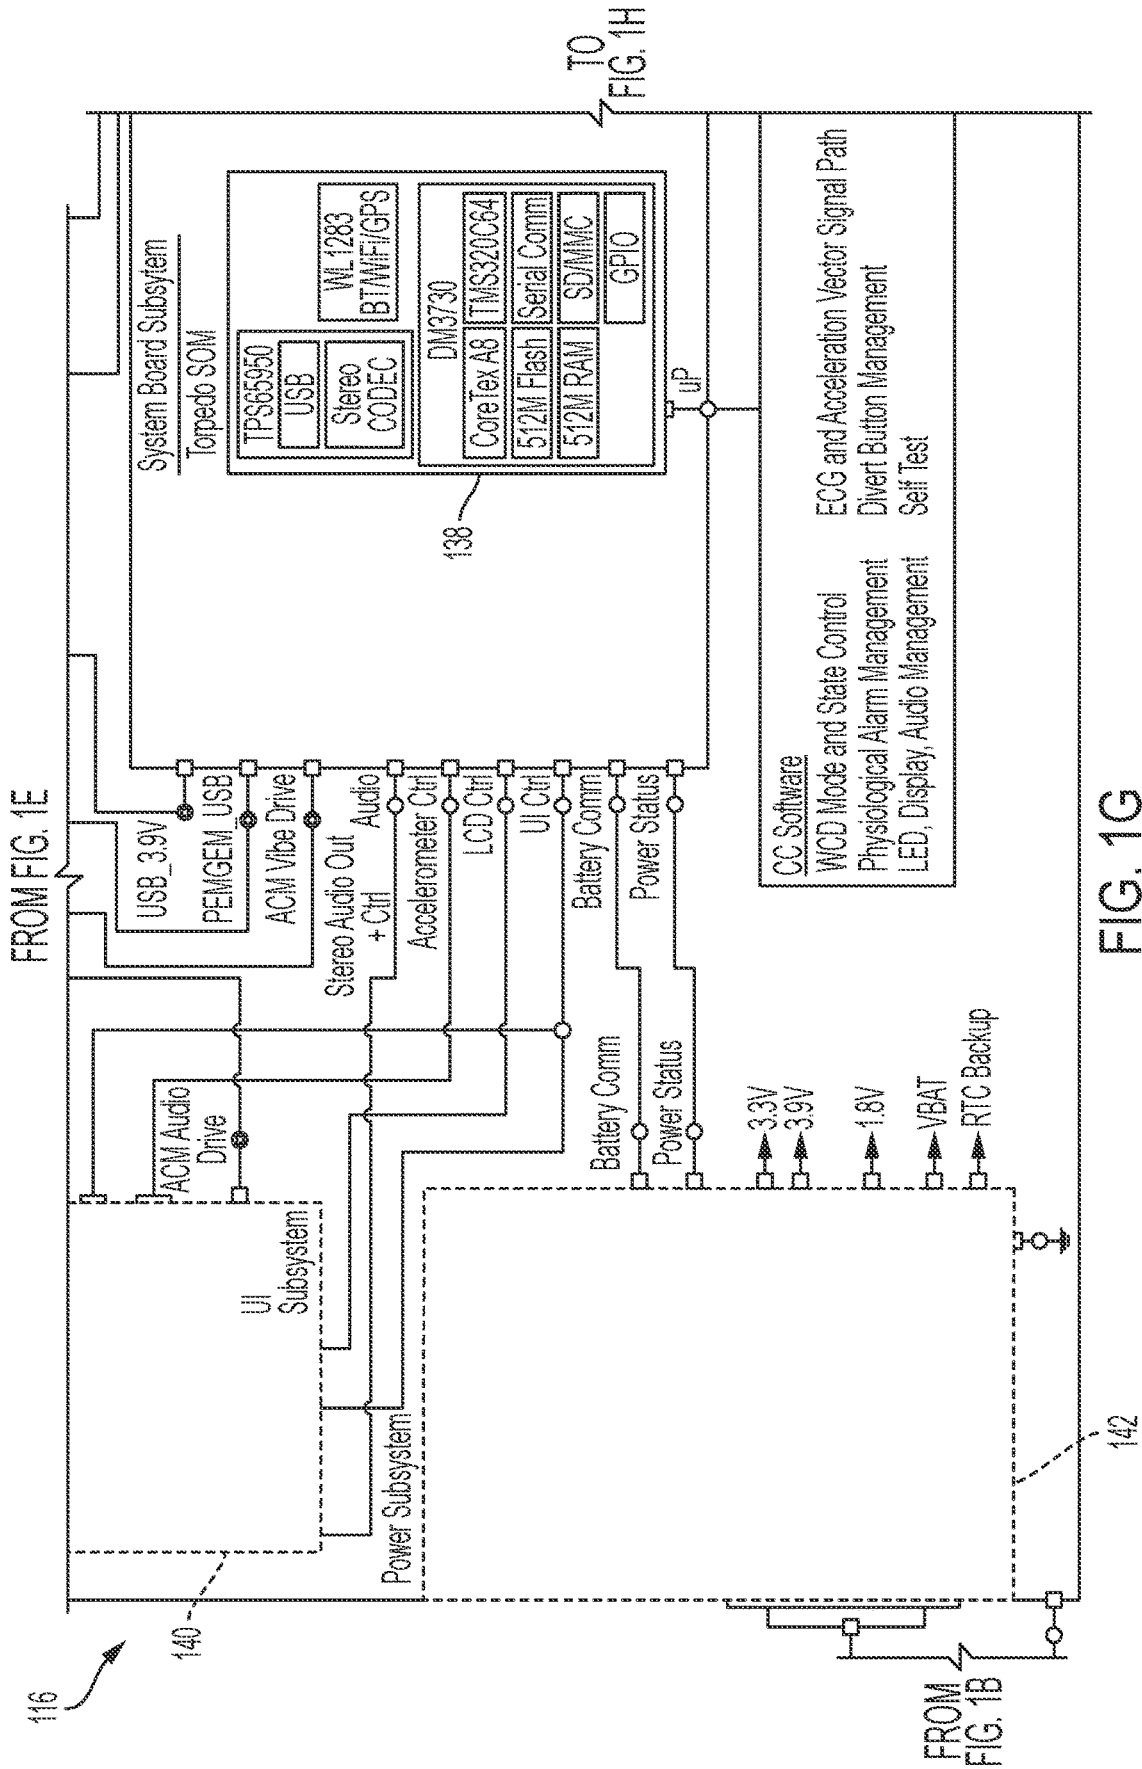 FROM FIG. 1E
116
140
UI
Subsystem
ACM Audio
Drive
USB_3.9V
PEMGEM_USB
ACM Vibe Drive
Stereo Audio Out
+ Ctrl
Audio
Accelerometer Ctrl
LCD Ctrl
UI Ctrl
Battery Comm
Power Status
System Board Subsytem
Torpedo SOM
TPS65950
USB
Stereo
CODEC
WL1283
BT/WiFi/GPS
DM3730
CoreTex A8
TMS320C64
512M Flash
Serial Comm
512M RAM
SD/MMC
GPIO
138
uP
TO
FIG. 1H
Power Subsystem
Battery Comm
Power Status
3.3V
3.9V
1.8V
VBAT
RTC Backup
142
FROM
FIG. 1B
CC Software
WCD Mode and State Control
Physiological Alarm Management
LED, Display, Audio Management
ECG and Acceleration Vector Signal Path
Divert Button Management
Self Test
FIG. 1G